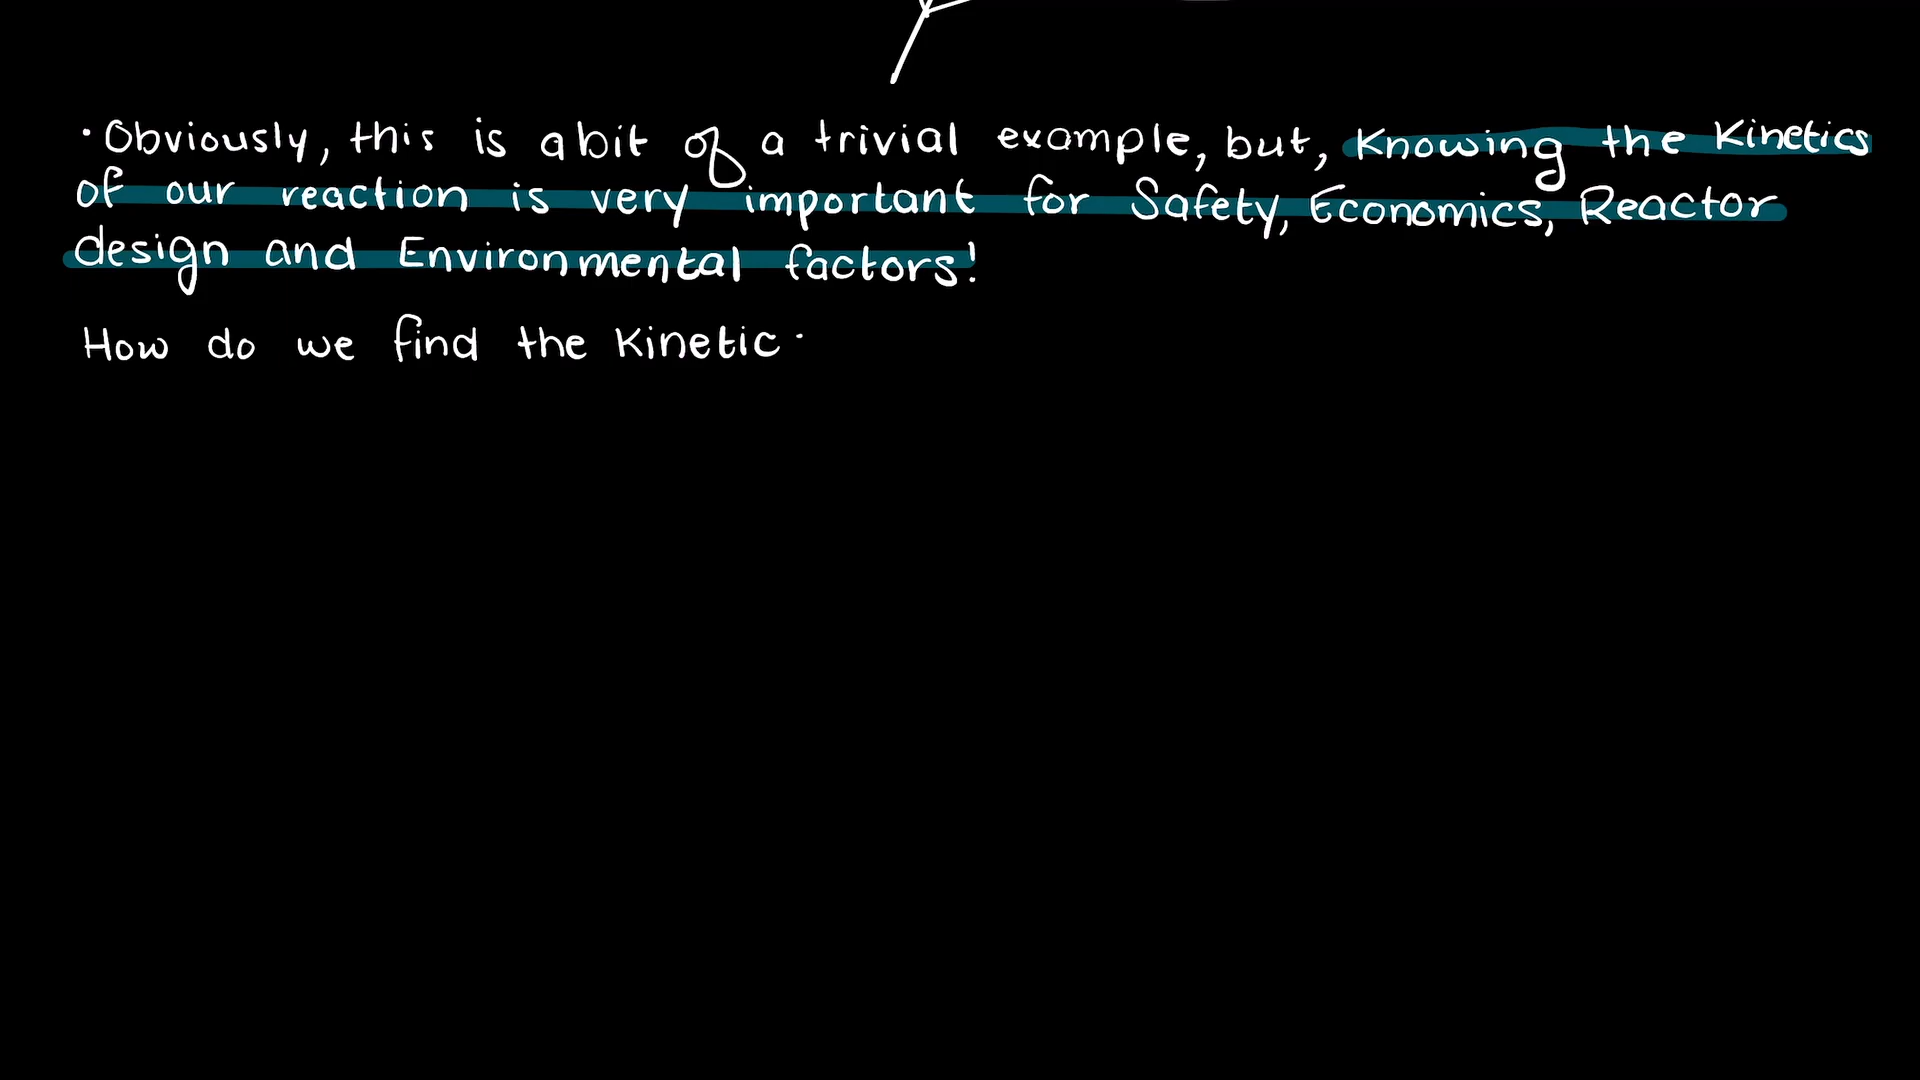 · Obviously, this is a bit of a trivial example, but, Knowing the Kinetics
of our reaction is very important for Safety, Economics, Reactor
design and Environmental factors!
How do we find the Kinetic